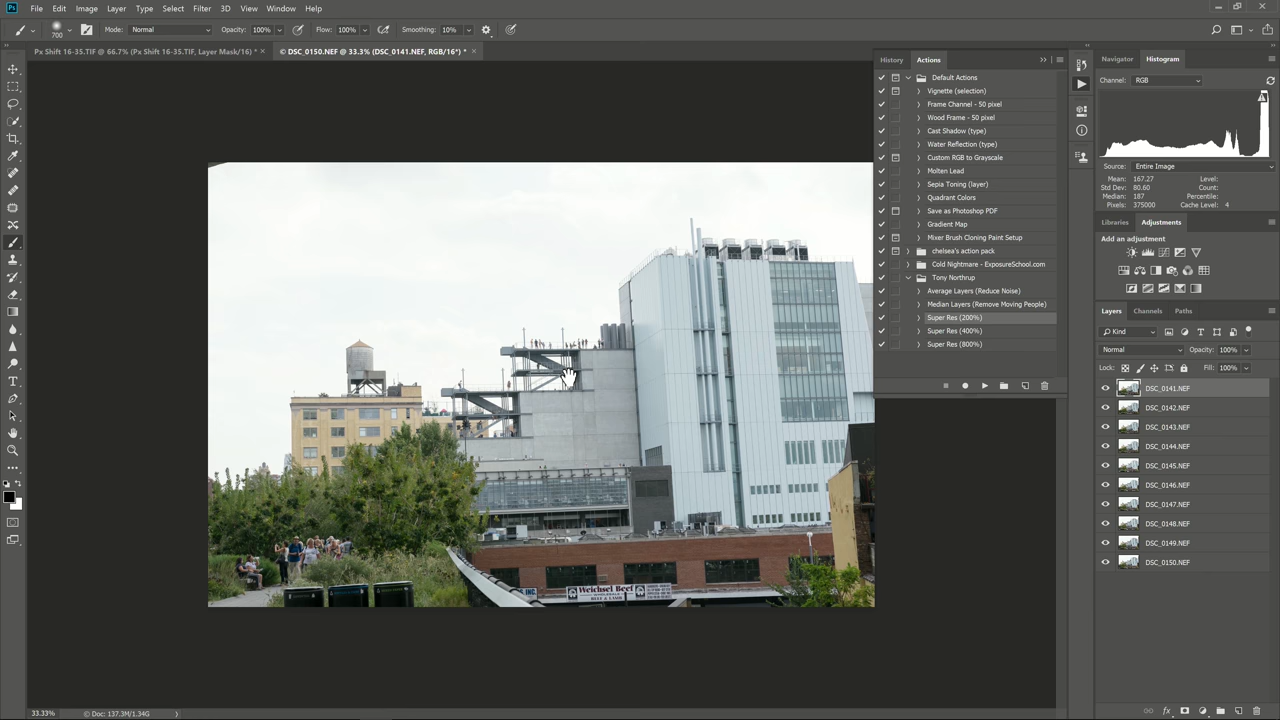 Ps File Edit Image Layer Type Select Filter 3D View Window Help
700 Mode: Normal Opacity: 100% Flow: 100% Smoothing: 10%
Px Shift 16-35.TIF @ 66.7% (Px Shift 16-35.TIF, Layer Mask/16) * ×
© DSC_0150.NEF @ 33.3% (DSC_0141.NEF, RGB/16*) * ×
History Actions
Default Actions
Vignette (selection)
Frame Channel - 50 pixel
Wood Frame - 50 pixel
Cast Shadow (type)
Water Reflection (type)
Custom RGB to Grayscale
Molten Lead
Sepia Toning (layer)
Quadrant Colors
Save as Photoshop PDF
Gradient Map
Mixer Brush Cloning Paint Setup
chelsea's action pack
Cold Nightmare - ExposureSchool.com
Tony Northrup
Average Layers (Reduce Noise)
Median Layers (Remove Moving People)
Super Res (200%)
Super Res (400%)
Super Res (800%)
Navigator Histogram
Channel: RGB
Source: Entire Image
Mean: 167.27 Level:
Std Dev: 80.60 Count:
Median: 187 Percentile:
Pixels: 375000 Cache Level: 4
Libraries Adjustments
Add an adjustment
Layers Channels Paths
Kind
Normal Opacity: 100%
Lock: Fill: 100%
DSC_0141.NEF
DSC_0142.NEF
DSC_0143.NEF
DSC_0144.NEF
DSC_0145.NEF
DSC_0146.NEF
DSC_0147.NEF
DSC_0148.NEF
DSC_0149.NEF
DSC_0150.NEF
Weichsel Beef
BEEF & LAMB
33.33% Doc: 137.3M/1.34G